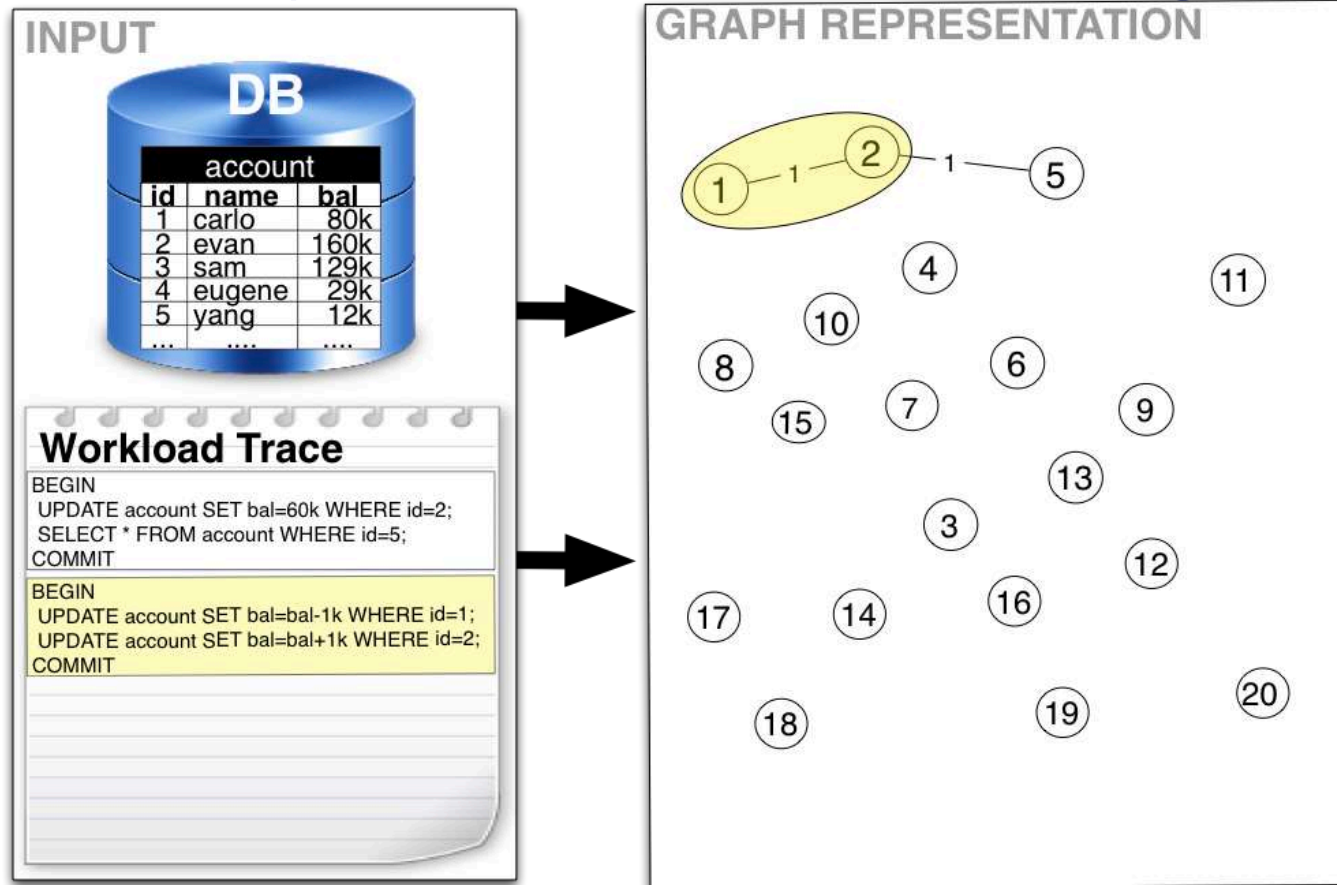 INPUT
DB
account
id name bal
1 carlo 80k
2 evan 160k
3 sam 129k
4 eugene 29k
5 yang 12k
... .... ....
Workload Trace
BEGIN
UPDATE account SET bal=60k WHERE id=2;
SELECT * FROM account WHERE id=5;
COMMIT
BEGIN
UPDATE account SET bal=bal-1k WHERE id=1;
UPDATE account SET bal=bal+1k WHERE id=2;
COMMIT
GRAPH REPRESENTATION
1 1 2 1 5
4
11
10
8
6
15
7
9
13
3
12
17
14
16
18
19
20